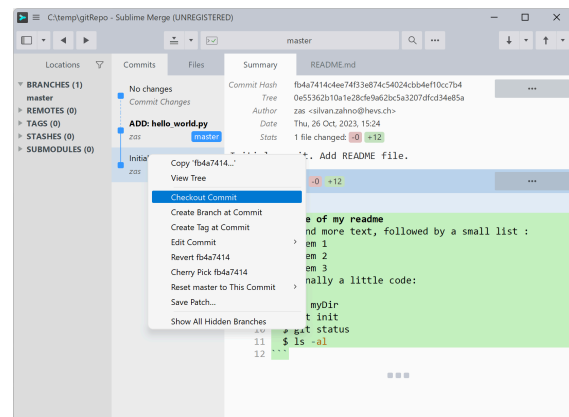 C:\temp\gitRepo - Sublime Merge (UNREGISTERED)
master
Locations
Commits
Files
Summary
README.md
BRANCHES (1)
master
REMOTES (0)
TAGS (0)
STASHES (0)
SUBMODULES (0)
No changes
Commit Changes
ADD: hello_world.py
zas master
Initia
zas
Commit Hash fb4a7414c4ee74f33e874c54024cbb4ef10cc7b4
Tree 0e55362b10a1e28cfe9a62bc5a3207dfcd34e85a
Author zas <silvan.zahno@hevs.ch>
Date Thu, 26 Oct, 2023, 15:24
Stats 1 file changed: -0 +12
it. Add README file.
-0 +12
Copy 'fb4a7414...'
View Tree
Checkout Commit
Create Branch at Commit
Create Tag at Commit
Edit Commit
Revert fb4a7414
Cherry Pick fb4a7414
Reset master to This Commit
Save Patch...
Show All Hidden Branches
e of my readme
nd more text, followed by a small list :
em 1
em 2
em 3
nally a little code:
myDir
t init
10 $ git status
11 $ ls -al
12 ```